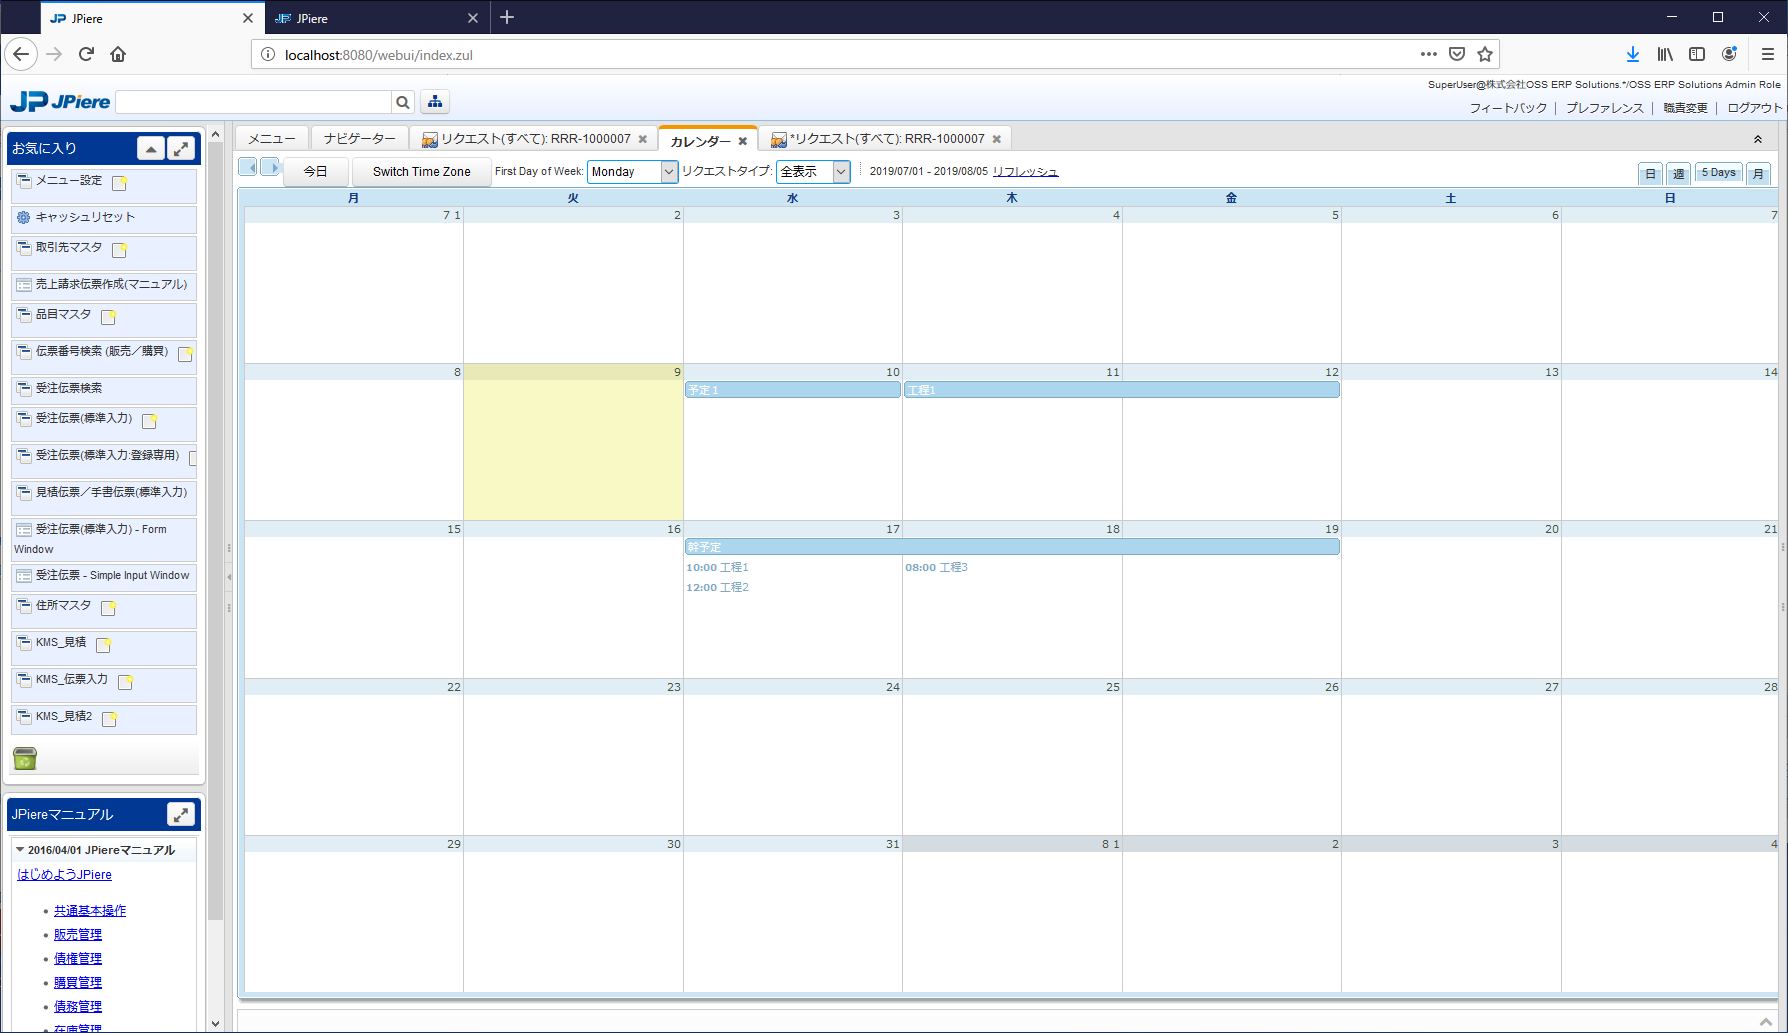 JPiere
JPiere
localhost:8080/webui/index.zul
SuperUser@株式会社OSS ERP Solutions.*/OSS ERP Solutions Admin Role
JPiere
フィートバック | プレファレンス | 職責変更 | ログアウト
お気に入り
メニュー設定
キャッシュリセット
取引先マスタ
売上請求伝票作成(マニュアル)
品目マスタ
伝票番号検索 (販売／購買)
受注伝票検索
受注伝票(標準入力)
受注伝票(標準入力:登録専用)
見積伝票／手書伝票(標準入力)
受注伝票(標準入力) - Form
Window
受注伝票 - Simple Input Window
住所マスタ
KMS_見積
KMS_伝票入力
KMS_見積2
JPiereマニュアル
2016/04/01 JPiereマニュアル
はじめようJPiere
共通基本操作
販売管理
債権管理
購買管理
債務管理
在庫管理
メニュー
ナビゲーター
リクエスト(すべて): RRR-1000007
カレンダー
*リクエスト(すべて): RRR-1000007
今日
Switch Time Zone
First Day of Week: Monday
リクエストタイプ: 全表示
2019/07/01 - 2019/08/05 リフレッシュ
日 週 5 Days 月
月 火 水 木 金 土 日
7 1 2 3 4 5 6 7
8 9 10 11 12 13 14
予定１ 工程1
15 16 17 18 19 20 21
幹予定
10:00 工程1 08:00 工程3
12:00 工程2
22 23 24 25 26 27 28
29 30 31 8 1 2 3 4